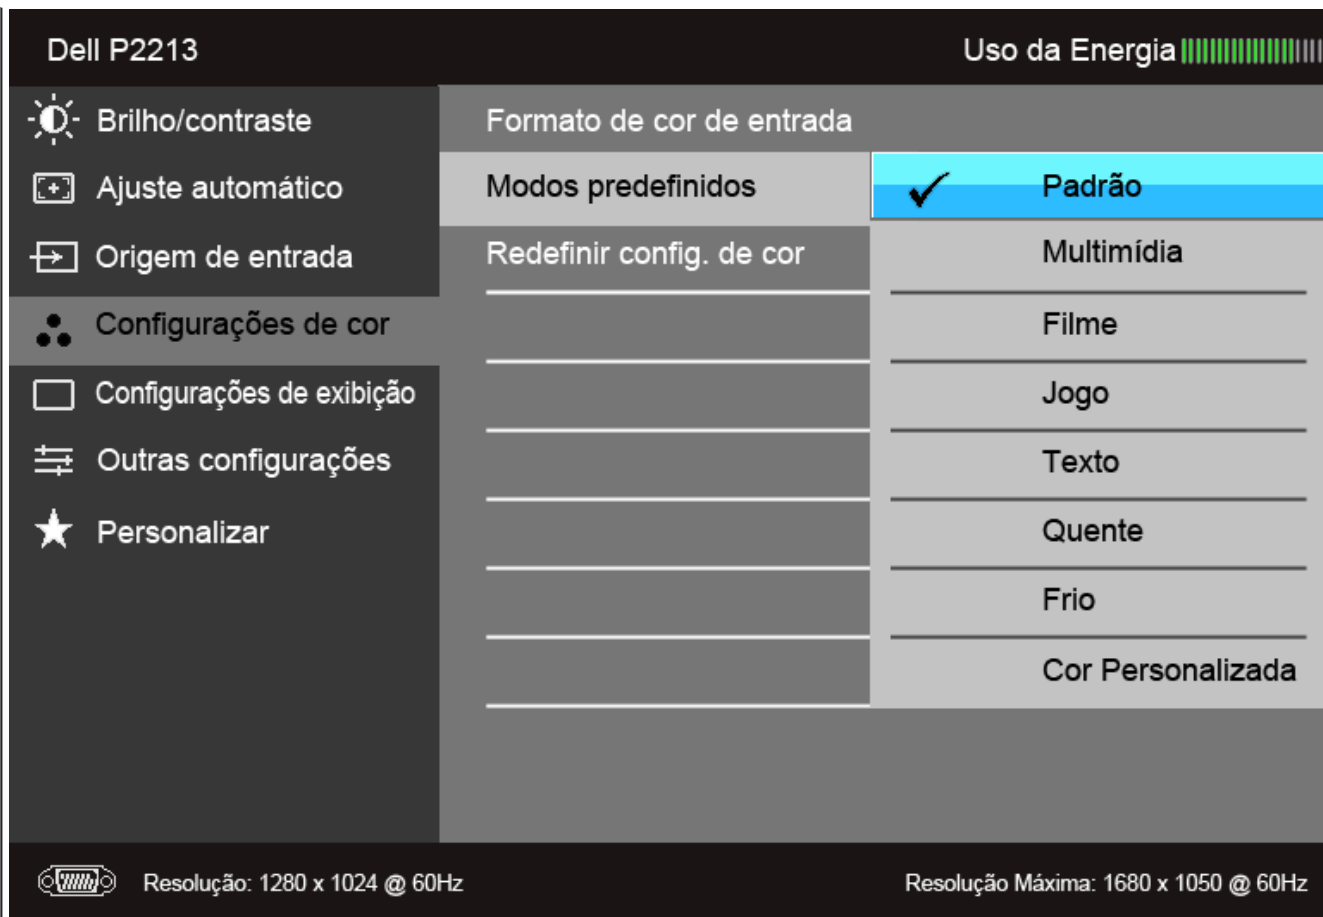 Dell P2213
Uso da Energia
Brilho/contraste
Ajuste automático
Origem de entrada
Configurações de cor
Configurações de exibição
Outras configurações
Personalizar
Formato de cor de entrada
Modos predefinidos
Redefinir config. de cor
Padrão
Multimídia
Filme
Jogo
Texto
Quente
Frio
Cor Personalizada
Resolução: 1280 x 1024 @ 60Hz
Resolução Máxima: 1680 x 1050 @ 60Hz